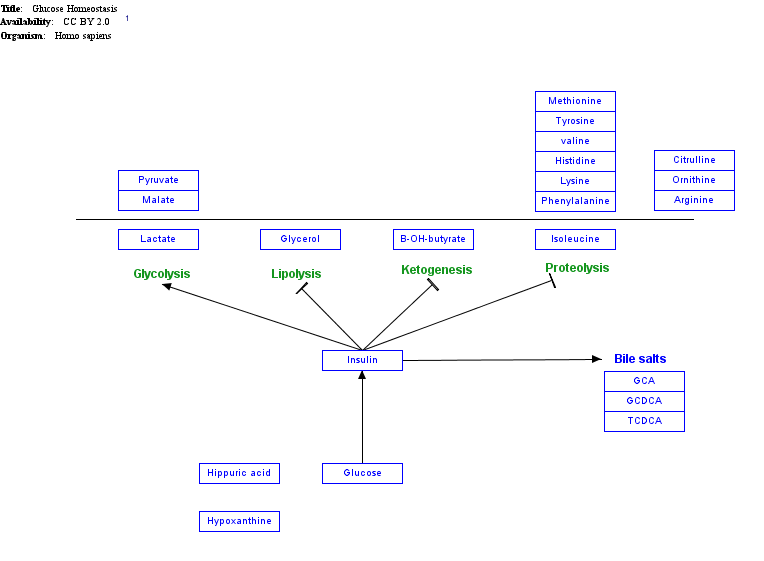 Title: Glucose Homeostasis
Availability: CC BY 2.0 1
Organism: Homo sapiens
Methionine
Tyrosine
valine
Histidine
Lysine
Phenylalanine
Citrulline
Ornithine
Arginine
Pyruvate
Malate
Lactate
Glycerol
B-OH-butyrate
Isoleucine
Glycolysis
Lipolysis
Ketogenesis
Proteolysis
Insulin
Bile salts
GCA
GCDCA
TCDCA
Hippuric acid
Glucose
Hypoxanthine